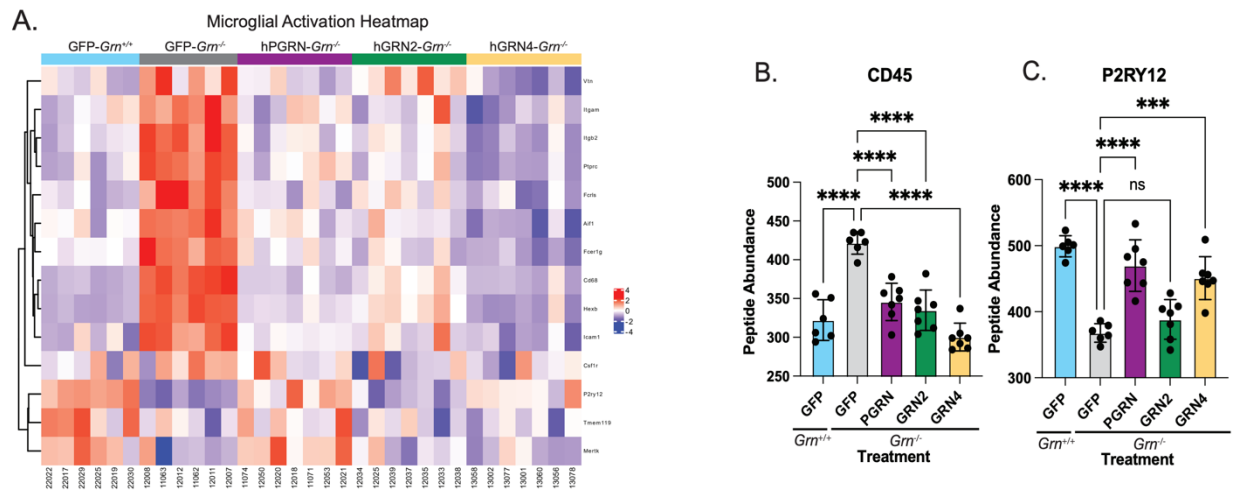 A.
Microglial Activation Heatmap
GFP-Grn+/+ GFP-Grn-/- hPGRN-Grn-/- hGRN2-Grn-/- hGRN4-Grn-/-
Vtn
Itgam
Itgb2
Ptprc
Fcrls
Aif1
Fcer1g
Cd68
Hexb
Icam1
Csf1r
P2ry12
Tmem119
Mertk
4
2
0
-2
-4
22022 22017 22029 22025 22019 22030 12008 11063 12012 11062 12011 12007 11074 12050 12020 12018 11071 12053 12021 12034 12225 12039 12037 12035 12033 12038 13058 13002 13077 13001 13060 13056 13078
B.
CD45
****
****
**** ****
****
Peptide Abundance
500
450
400
350
300
250
GFP GFP PGRN GRN2 GRN4
Grn+/+ Grn-/-
Treatment
C.
P2RY12
***
****
**** ns
Peptide Abundance
600
500
400
300
GFP GFP PGRN GRN2 GRN4
Grn+/+ Grn-/-
Treatment